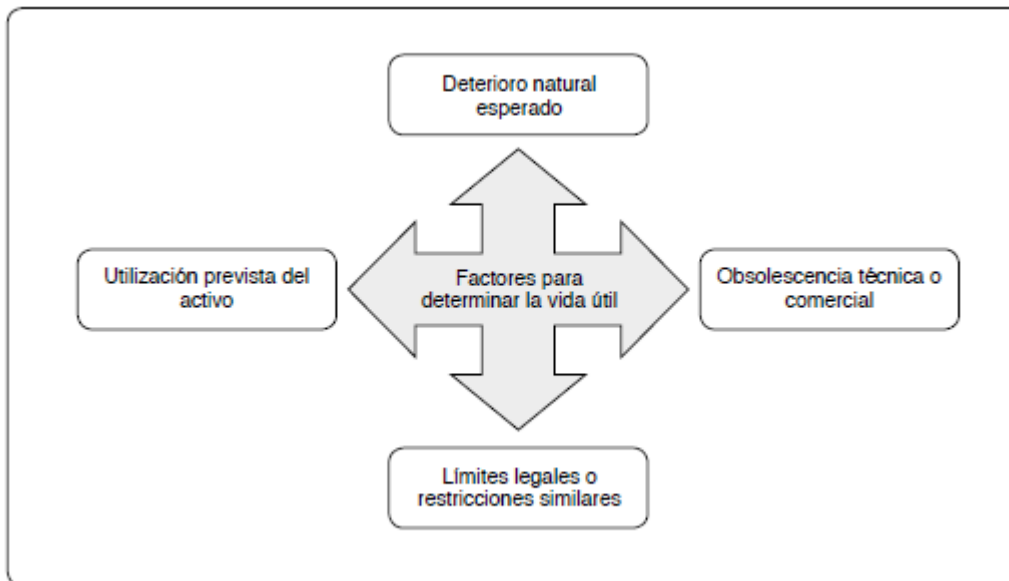 Deterioro natural
esperado
Utilización prevista del
activo
Factores para
determinar la vida útil
Obsolescencia técnica o
comercial
Límites legales o
restricciones similares